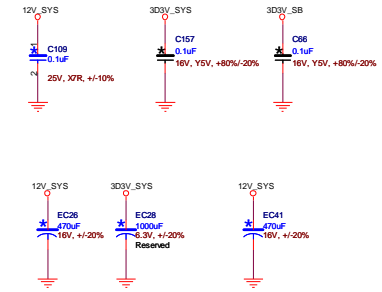 12V_SYS
3D3V_SYS
3D3V_SB
1
C109
0.1uF
2
25V, X7R, +/-10%
C157
0.1uF
16V, Y5V, +80%/-20%
C66
0.1uF
16V, Y5V, +80%/-20%
12V_SYS
3D3V_SYS
12V_SYS
EC26
470uF
16V, +/-20%
EC28
1000uF
6.3V, +/-20%
Reserved
EC41
470uF
16V, +/-20%